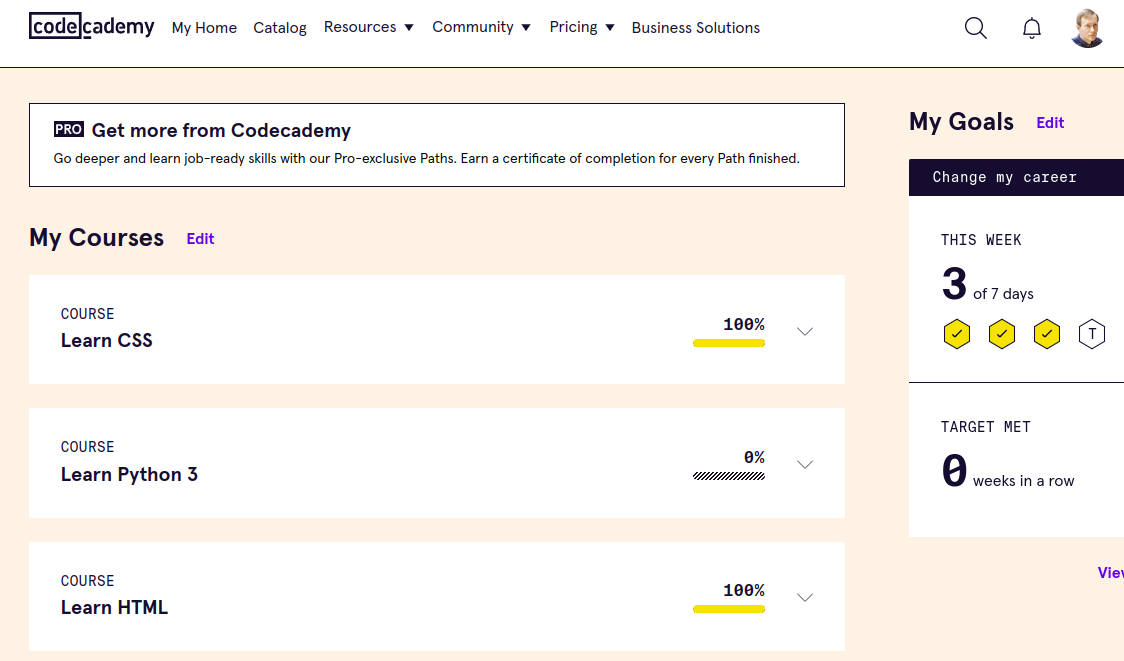 codecademy My Home Catalog Resources Community Pricing Business Solutions
PRO Get more from Codecademy
Go deeper and learn job-ready skills with our Pro-exclusive Paths. Earn a certificate of completion for every Path finished.
My Courses Edit
COURSE
Learn CSS
100%
COURSE
Learn Python 3
0%
COURSE
Learn HTML
100%
My Goals Edit
Change my career
THIS WEEK
3 of 7 days
T
TARGET MET
0 weeks in a row